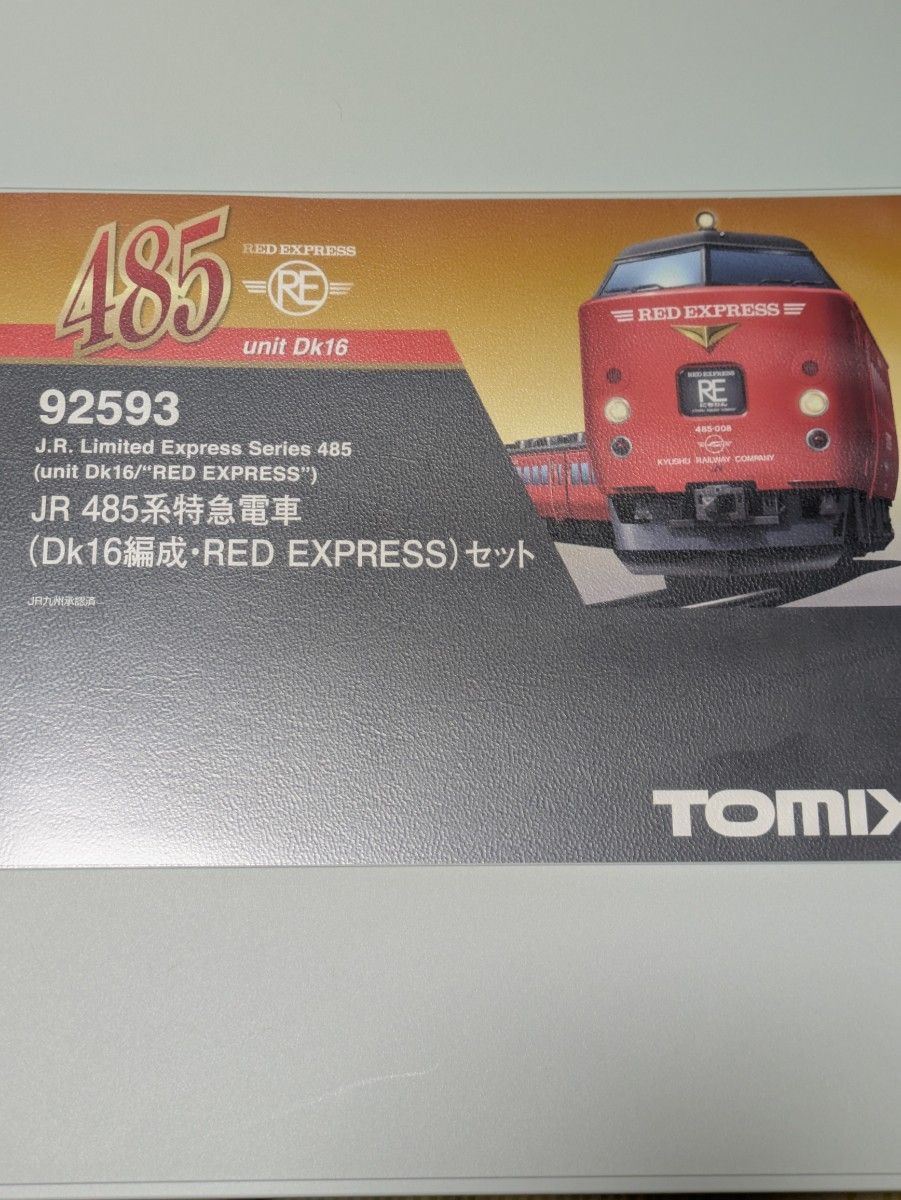 485
RED EXPRESS
RE
unit Dk16
92593
J.R. Limited Express Series 485
(unit Dk16/“RED EXPRESS”)
JR 485系特急電車
(Dk16編成・RED EXPRESS)セット
JR九州承認済
RED EXPRESS
RED EXPRESS
RE
485-008
KYUSHU RAILWAY COMPANY
TOMIX